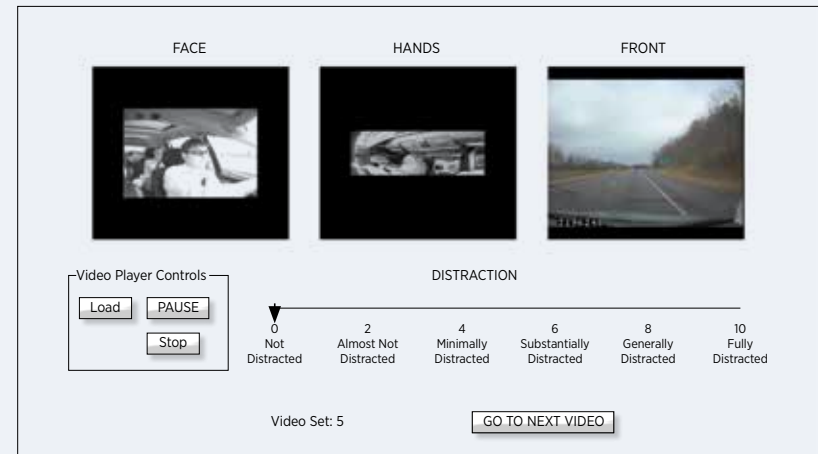 FACE HANDS FRONT
Video Player Controls
Load PAUSE
Stop
DISTRACTION
0 2 4 6 8 10
Not Almost Not Minimally Substantially Generally Fully
Distracted Distracted Distracted Distracted Distracted Distracted
Video Set: 5 GO TO NEXT VIDEO